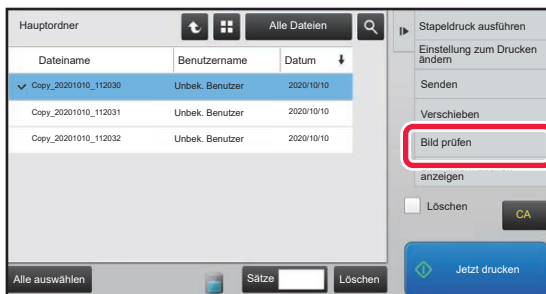 Hauptordner
Alle Dateien
Dateiname Benutzername Datum
Copy_20201010_112030 Unbek. Benutzer 2020/10/10
Copy_20201010_112031 Unbek. Benutzer 2020/10/10
Copy_20201010_112032 Unbek. Benutzer 2020/10/10
Alle auswählen
Sätze
Löschen
Stapeldruck ausführen
Einstellung zum Drucken
ändern
Senden
Verschieben
Bild prüfen
anzeigen
Löschen
CA
Jetzt drucken